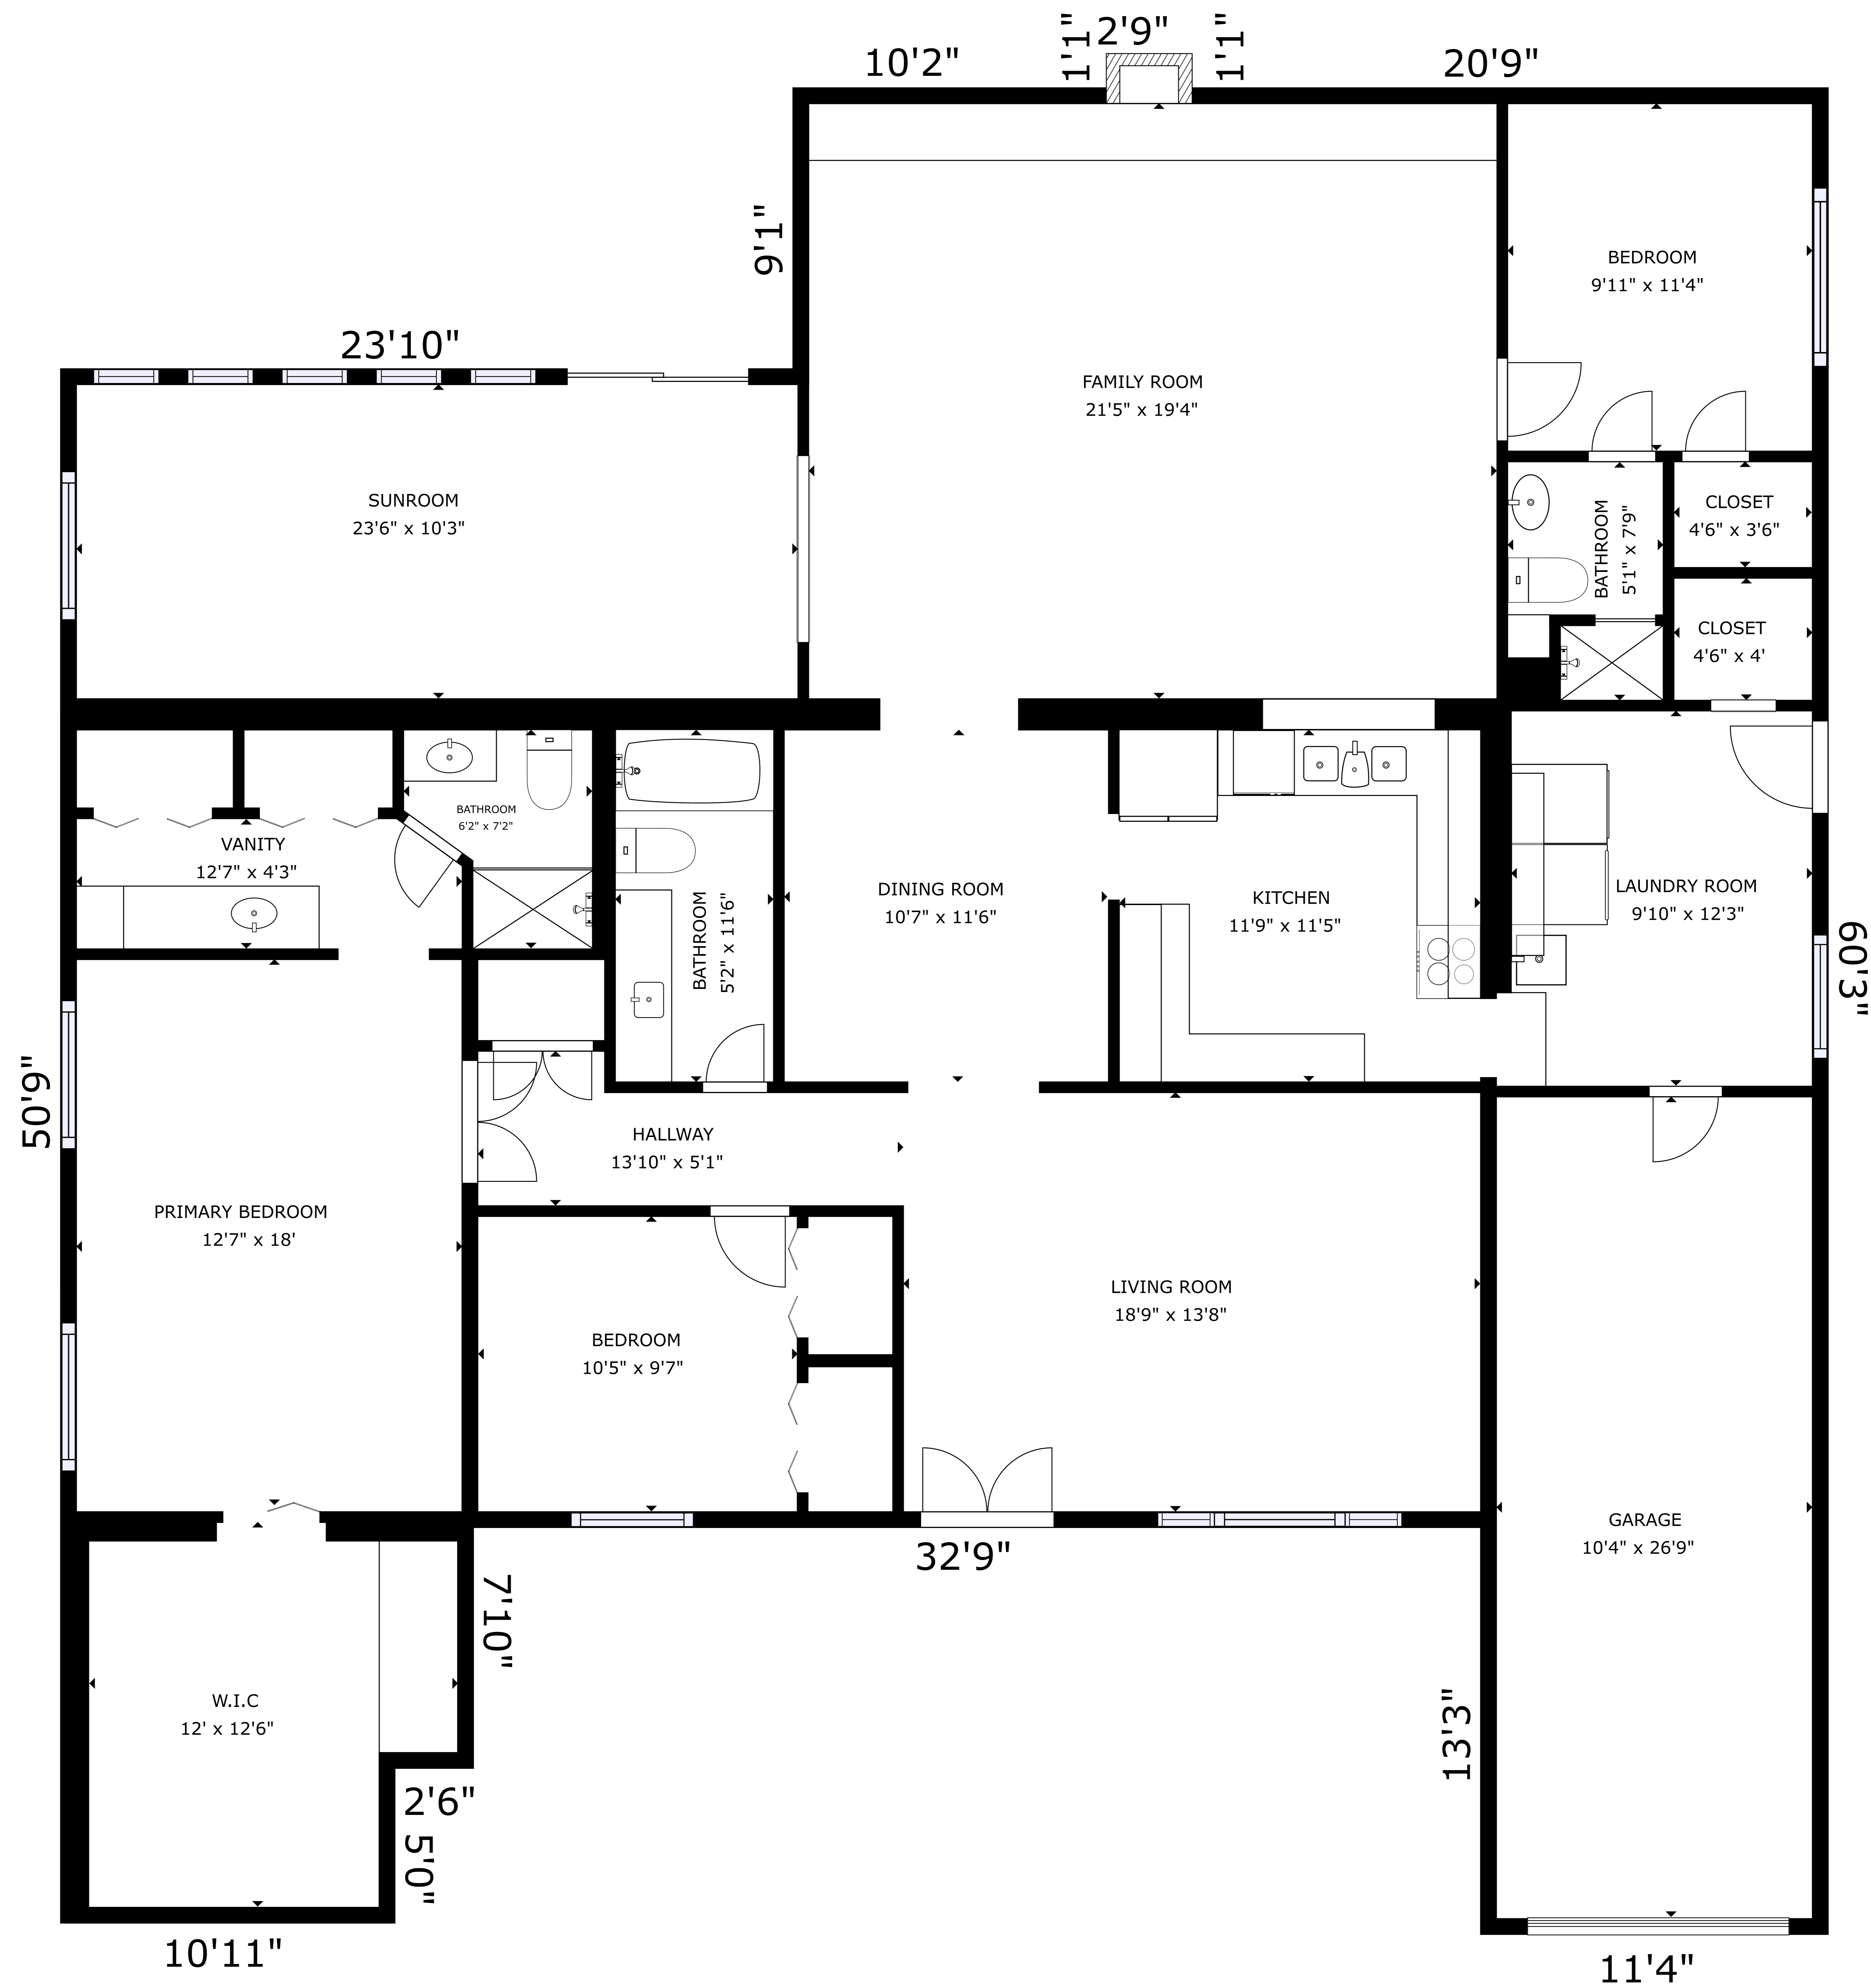 1'1"
2'9"
1'1"
10'2"
20'9"
9'1"
BEDROOM
9'11" x 11'4"
23'10"
FAMILY ROOM
21'5" x 19'4"
SUNROOM
23'6" x 10'3"
BATHROOM
5'1" x 7'9"
CLOSET
4'6" x 3'6"
CLOSET
4'6" x 4'
BATHROOM
6'2" x 7'2"
VANITY
12'7" x 4'3"
BATHROOM
5'2" x 11'6"
DINING ROOM
10'7" x 11'6"
KITCHEN
11'9" x 11'5"
LAUNDRY ROOM
9'10" x 12'3"
60'3"
50'9"
HALLWAY
13'10" x 5'1"
PRIMARY BEDROOM
12'7" x 18'
LIVING ROOM
18'9" x 13'8"
BEDROOM
10'5" x 9'7"
GARAGE
10'4" x 26'9"
32'9"
7'10"
W.I.C
12' x 12'6"
13'3"
2'6"
5'0"
10'11"
11'4"